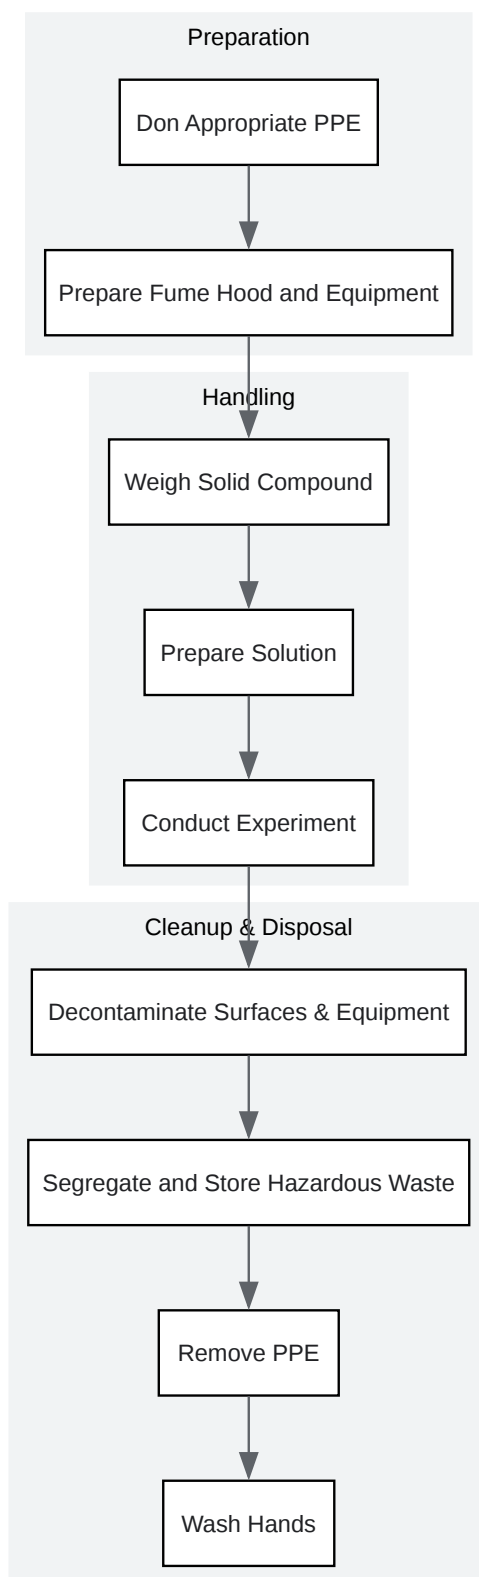 Preparation
Don Appropriate PPE
Prepare Fume Hood and Equipment
Handling
Weigh Solid Compound
Prepare Solution
Conduct Experiment
Cleanup & Disposal
Decontaminate Surfaces & Equipment
Segregate and Store Hazardous Waste
Remove PPE
Wash Hands